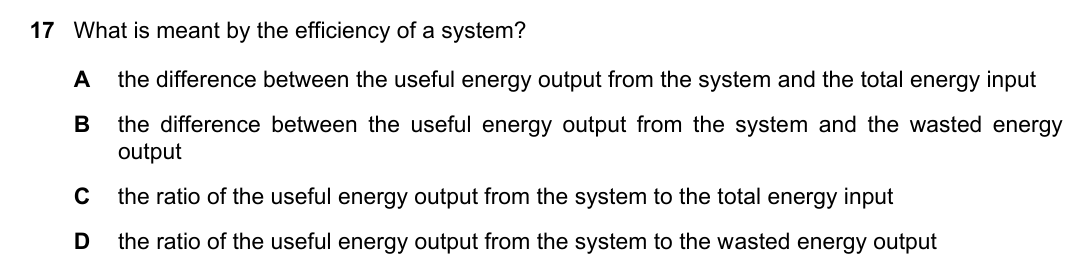 17 What is meant by the efficiency of a system?
A the difference between the useful energy output from the system and the total energy input
B the difference between the useful energy output from the system and the wasted energy
output
C the ratio of the useful energy output from the system to the total energy input
D the ratio of the useful energy output from the system to the wasted energy output